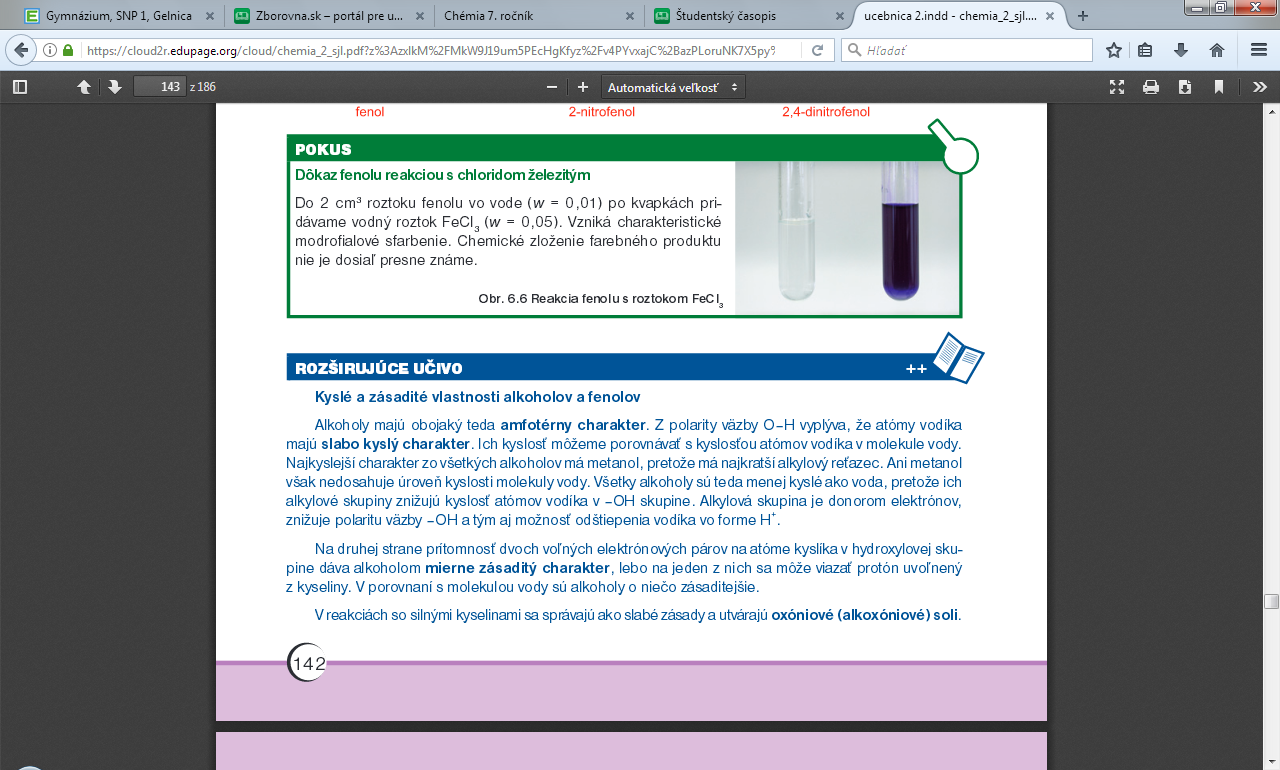 Gymnázium, SNP 1, Gelnica
Zborovna.sk – portál pre u...
Chémia 7. ročník
Študentský časopis
ucebnica 2.indd - chemia_2_sjl....
https://cloud2r.edupage.org/cloud/chemia_2_sjl.pdf?z%3AzxIkM%2FMkW9J19um5PEcHgKfyz%2Fv4PYvxajC%2BazPLoruNK7X5py%
Hľadať
143 z 186
Automatická veľkosť
fenol 2-nitrofenol 2,4-dinitrofenol
POKUS
Dôkaz fenolu reakciou s chloridom železitým
Do 2 cm³ roztoku fenolu vo vode (w = 0,01) po kvapkách pri-
dávame vodný roztok FeCl₃ (w = 0,05). Vzniká charakteristické
modrofialové sfarbenie. Chemické zloženie farebného produktu
nie je dosiaľ presne známe.
Obr. 6.6 Reakcia fenolu s roztokom FeCl₃
ROZŠIRUJÚCE UČIVO ++
Kyslé a zásadité vlastnosti alkoholov a fenolov
Alkoholy majú obojaký teda amfotérny charakter. Z polarity väzby O–H vyplýva, že atómy vodíka
majú slabo kyslý charakter. Ich kyslosť môžeme porovnávať s kyslosťou atómov vodíka v molekule vody.
Najkyslejší charakter zo všetkých alkoholov má metanol, pretože má najkratší alkylový reťazec. Ani metanol
však nedosahuje úroveň kyslosti molekuly vody. Všetky alkoholy sú teda menej kyslé ako voda, pretože ich
alkylové skupiny znižujú kyslosť atómov vodíka v –OH skupine. Alkylová skupina je donorom elektrónov,
znižuje polaritu väzby –OH a tým aj možnosť odštiepenia vodíka vo forme H⁺.
Na druhej strane prítomnosť dvoch voľných elektrónových párov na atóme kyslíka v hydroxylovej sku-
pine dáva alkoholom mierne zásaditý charakter, lebo na jeden z nich sa môže viazať protón uvoľnený
z kyseliny. V porovnaní s molekulou vody sú alkoholy o niečo zásaditejšie.
V reakciách so silnými kyselinami sa správajú ako slabé zásady a utvárajú oxóniové (alkoxóniové) soli.
142